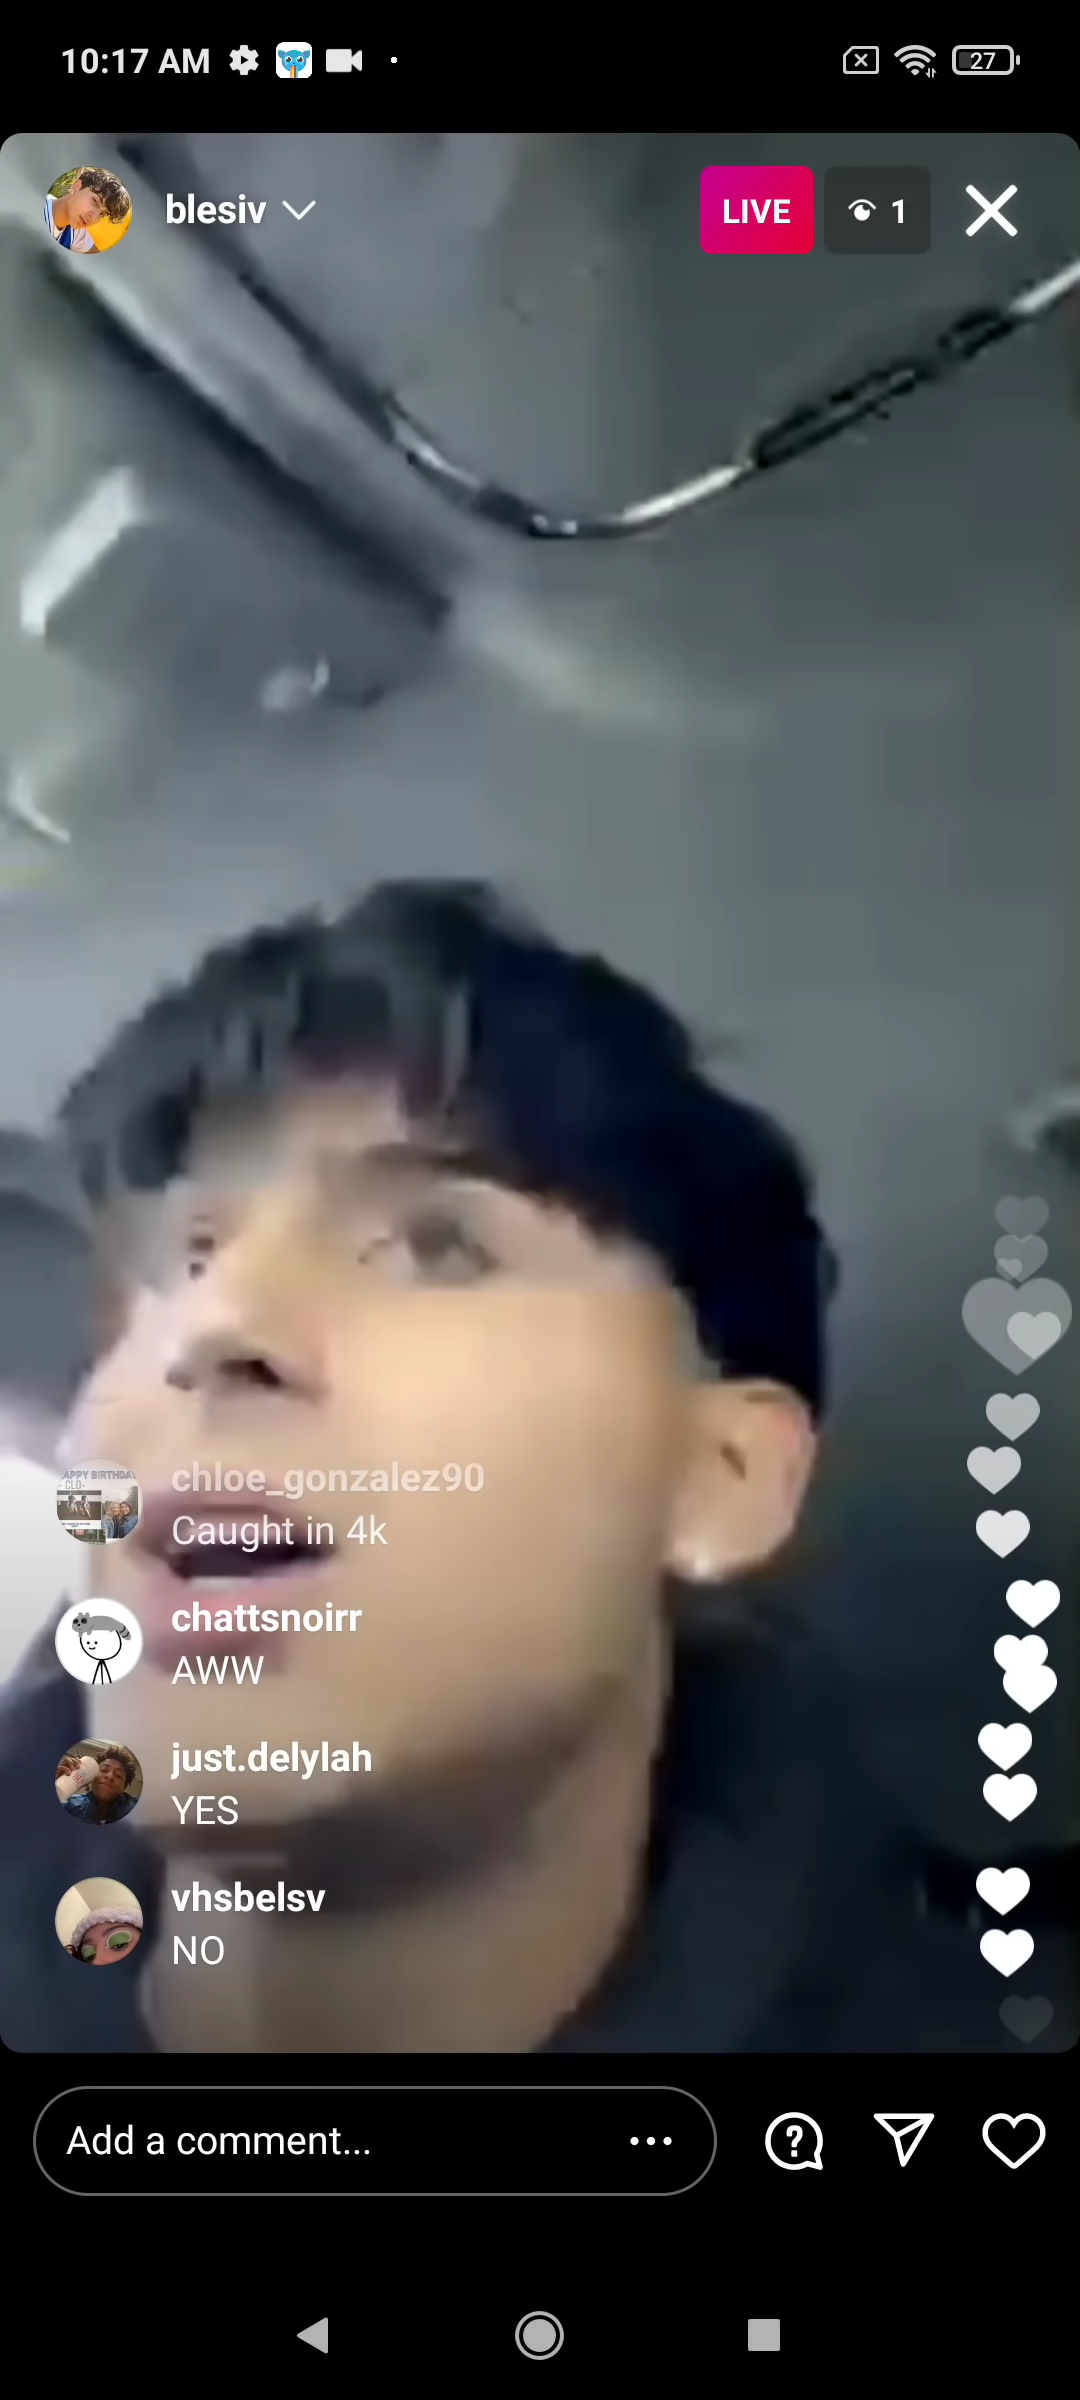 10:17 AM
27
blesiv
LIVE
1
chloe_gonzalez90
Caught in 4k
chattsnoirr
AWW
just.delylah
YES
vhsbelsv
NO
Add a comment...